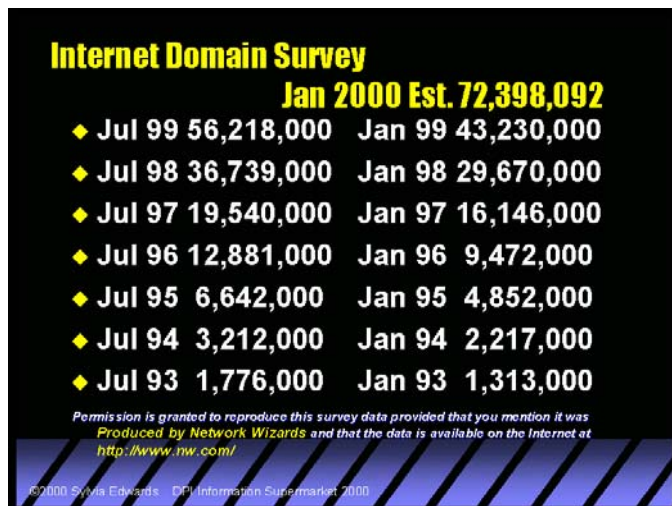 Internet Domain Survey
Jan 2000 Est. 72,398,092
◆ Jul 99 56,218,000 Jan 99 43,230,000
◆ Jul 98 36,739,000 Jan 98 29,670,000
◆ Jul 97 19,540,000 Jan 97 16,146,000
◆ Jul 96 12,881,000 Jan 96 9,472,000
◆ Jul 95 6,642,000 Jan 95 4,852,000
◆ Jul 94 3,212,000 Jan 94 2,217,000
◆ Jul 93 1,776,000 Jan 93 1,313,000
Permission is granted to reproduce this survey data provided that you mention it was
Produced by Network Wizards and that the data is available on the Internet at
http://www.nw.com/
©2000 Sylvia Edwards DPI Information Supermarket 2000